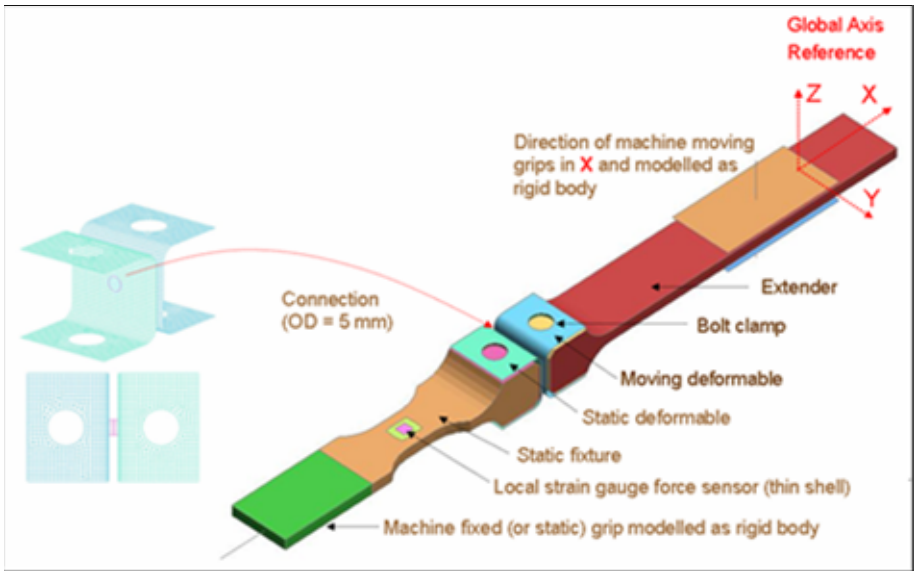 Global Axis
Reference
Z
X
Direction of machine moving
grips in X and modelled as
rigid body
Y
Extender
Connection
(OD = 5 mm)
Bolt clamp
Moving deformable
Static deformable
Static fixture
Local strain gauge force sensor (thin shell)
Machine fixed (or static) grip modelled as rigid body